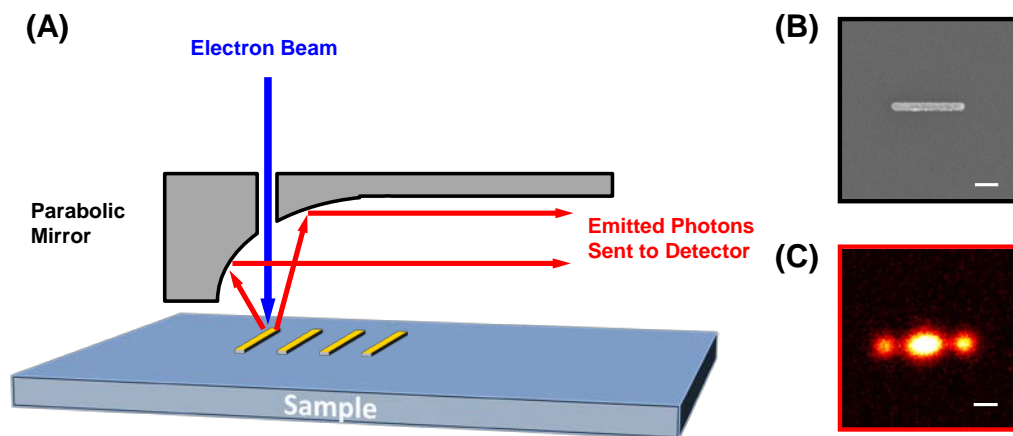 (A)
Electron Beam
Parabolic
Mirror
Emitted Photons
Sent to Detector
Sample
(B)
(C)